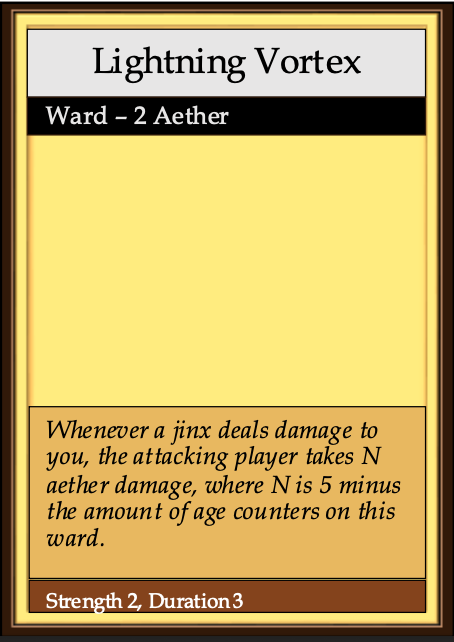 Lightning Vortex
Ward – 2 Aether
Whenever a jinx deals damage to
you, the attacking player takes N
aether damage, where N is 5 minus
the amount of age counters on this
ward.
Strength 2, Duration 3